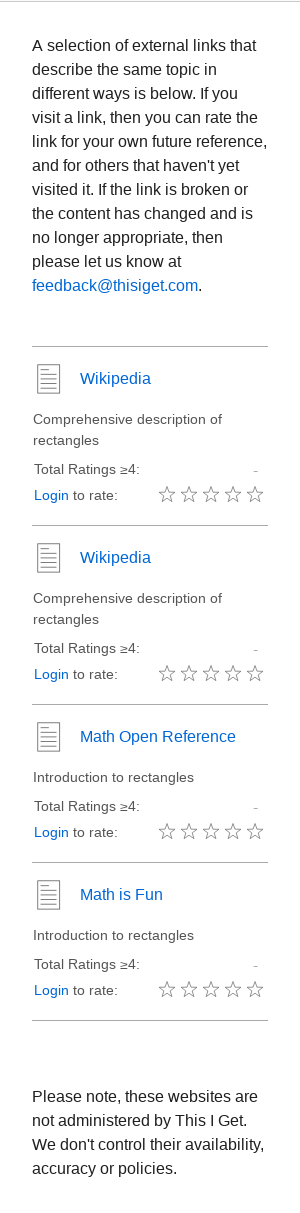 A selection of external links that
describe the same topic in
different ways is below. If you
visit a link, then you can rate the
link for your own future reference,
and for others that haven't yet
visited it. If the link is broken or
the content has changed and is
no longer appropriate, then
please let us know at
feedback@thisiget.com.
Wikipedia
Comprehensive description of
rectangles
Total Ratings ≥4: -
Login to rate:
Wikipedia
Comprehensive description of
rectangles
Total Ratings ≥4: -
Login to rate:
Math Open Reference
Introduction to rectangles
Total Ratings ≥4: -
Login to rate:
Math is Fun
Introduction to rectangles
Total Ratings ≥4: -
Login to rate:
Please note, these websites are
not administered by This I Get.
We don't control their availability,
accuracy or policies.